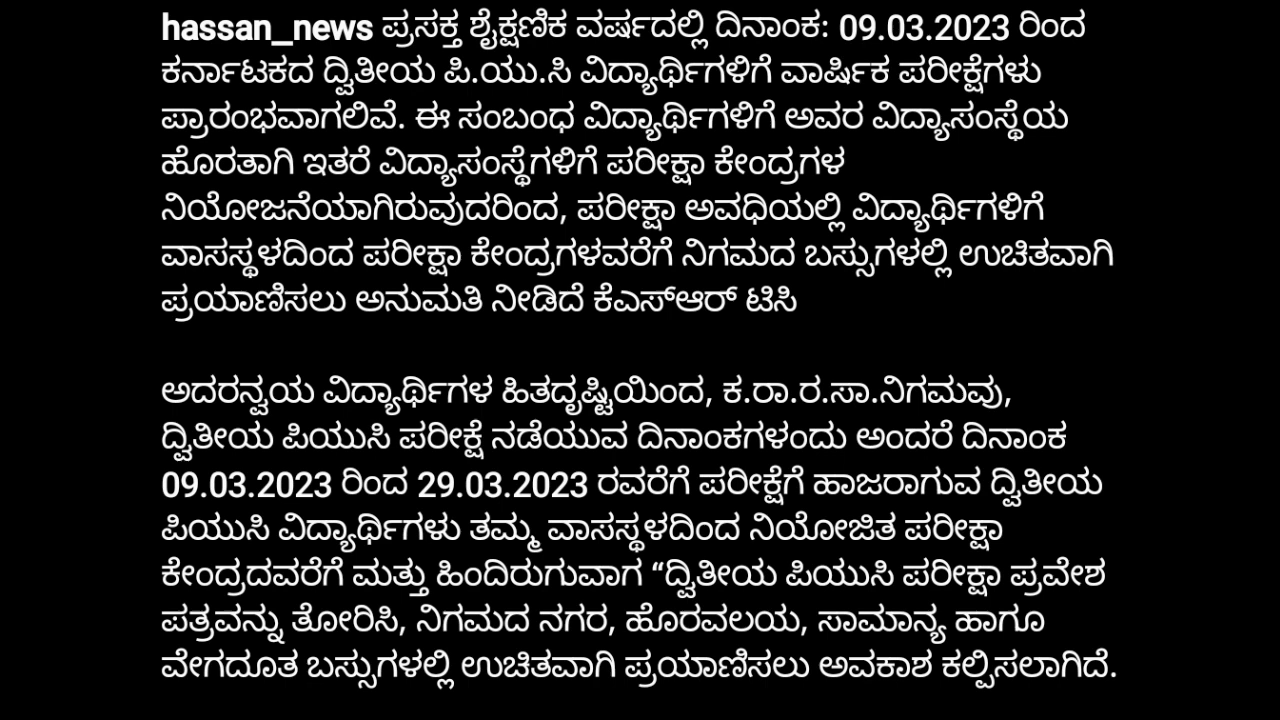 hassan_news ಪ್ರಸಕ್ತ ಶೈಕ್ಷಣಿಕ ವರ್ಷದಲ್ಲಿ ದಿನಾಂಕ: 09.03.2023 ರಿಂದ
ಕರ್ನಾಟಕದ ದ್ವಿತೀಯ ಪಿ.ಯು.ಸಿ ವಿದ್ಯಾರ್ಥಿಗಳಿಗೆ ವಾರ್ಷಿಕ ಪರೀಕ್ಷೆಗಳು
ಪ್ರಾರಂಭವಾಗಲಿವೆ. ಈ ಸಂಬಂಧ ವಿದ್ಯಾರ್ಥಿಗಳಿಗೆ ಅವರ ವಿದ್ಯಾಸಂಸ್ಥೆಯ
ಹೊರತಾಗಿ ಇತರೆ ವಿದ್ಯಾಸಂಸ್ಥೆಗಳಿಗೆ ಪರೀಕ್ಷಾ ಕೇಂದ್ರಗಳ
ನಿಯೋಜನೆಯಾಗಿರುವುದರಿಂದ, ಪರೀಕ್ಷಾ ಅವಧಿಯಲ್ಲಿ ವಿದ್ಯಾರ್ಥಿಗಳಿಗೆ
ವಾಸಸ್ಥಳದಿಂದ ಪರೀಕ್ಷಾ ಕೇಂದ್ರಗಳವರೆಗೆ ನಿಗಮದ ಬಸ್ಸುಗಳಲ್ಲಿ ಉಚಿತವಾಗಿ
ಪ್ರಯಾಣಿಸಲು ಅನುಮತಿ ನೀಡಿದೆ ಕೆಎಸ್ಆರ್ ಟಿಸಿ
ಅದರನ್ವಯ ವಿದ್ಯಾರ್ಥಿಗಳ ಹಿತದೃಷ್ಟಿಯಿಂದ, ಕ.ರಾ.ರ.ಸಾ.ನಿಗಮವು,
ದ್ವಿತೀಯ ಪಿಯುಸಿ ಪರೀಕ್ಷೆ ನಡೆಯುವ ದಿನಾಂಕಗಳಂದು ಅಂದರೆ ದಿನಾಂಕ
09.03.2023 ರಿಂದ 29.03.2023 ರವರೆಗೆ ಪರೀಕ್ಷೆಗೆ ಹಾಜರಾಗುವ ದ್ವಿತೀಯ
ಪಿಯುಸಿ ವಿದ್ಯಾರ್ಥಿಗಳು ತಮ್ಮ ವಾಸಸ್ಥಳದಿಂದ ನಿಯೋಜಿತ ಪರೀಕ್ಷಾ
ಕೇಂದ್ರದವರೆಗೆ ಮತ್ತು ಹಿಂದಿರುಗುವಾಗ “ದ್ವಿತೀಯ ಪಿಯುಸಿ ಪರೀಕ್ಷಾ ಪ್ರವೇಶ
ಪತ್ರವನ್ನು ತೋರಿಸಿ, ನಿಗಮದ ನಗರ, ಹೊರವಲಯ, ಸಾಮಾನ್ಯ ಹಾಗೂ
ವೇಗದೂತ ಬಸ್ಸುಗಳಲ್ಲಿ ಉಚಿತವಾಗಿ ಪ್ರಯಾಣಿಸಲು ಅವಕಾಶ ಕಲ್ಪಿಸಲಾಗಿದೆ.